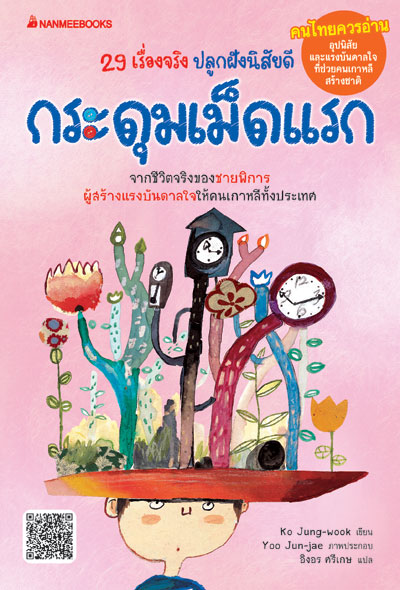 NANMEEBOOKS
คนไทยควรอ่าน
อุปนิสัย
และแรงบันดาลใจ
ที่ช่วยคนเกาหลี
สร้างชาติ
29 เรื่องจริง ปลูกฝังนิสัยดี
กระดุมเม็ดแรก
จากชีวิตจริงของชายพิการ
ผู้สร้างแรงบันดาลใจให้คนเกาหลีทั้งประเทศ
Ko Jung-wook เขียน
Yoo Jun-jae ภาพประกอบ
อิงอร ศรีเกษ แปล